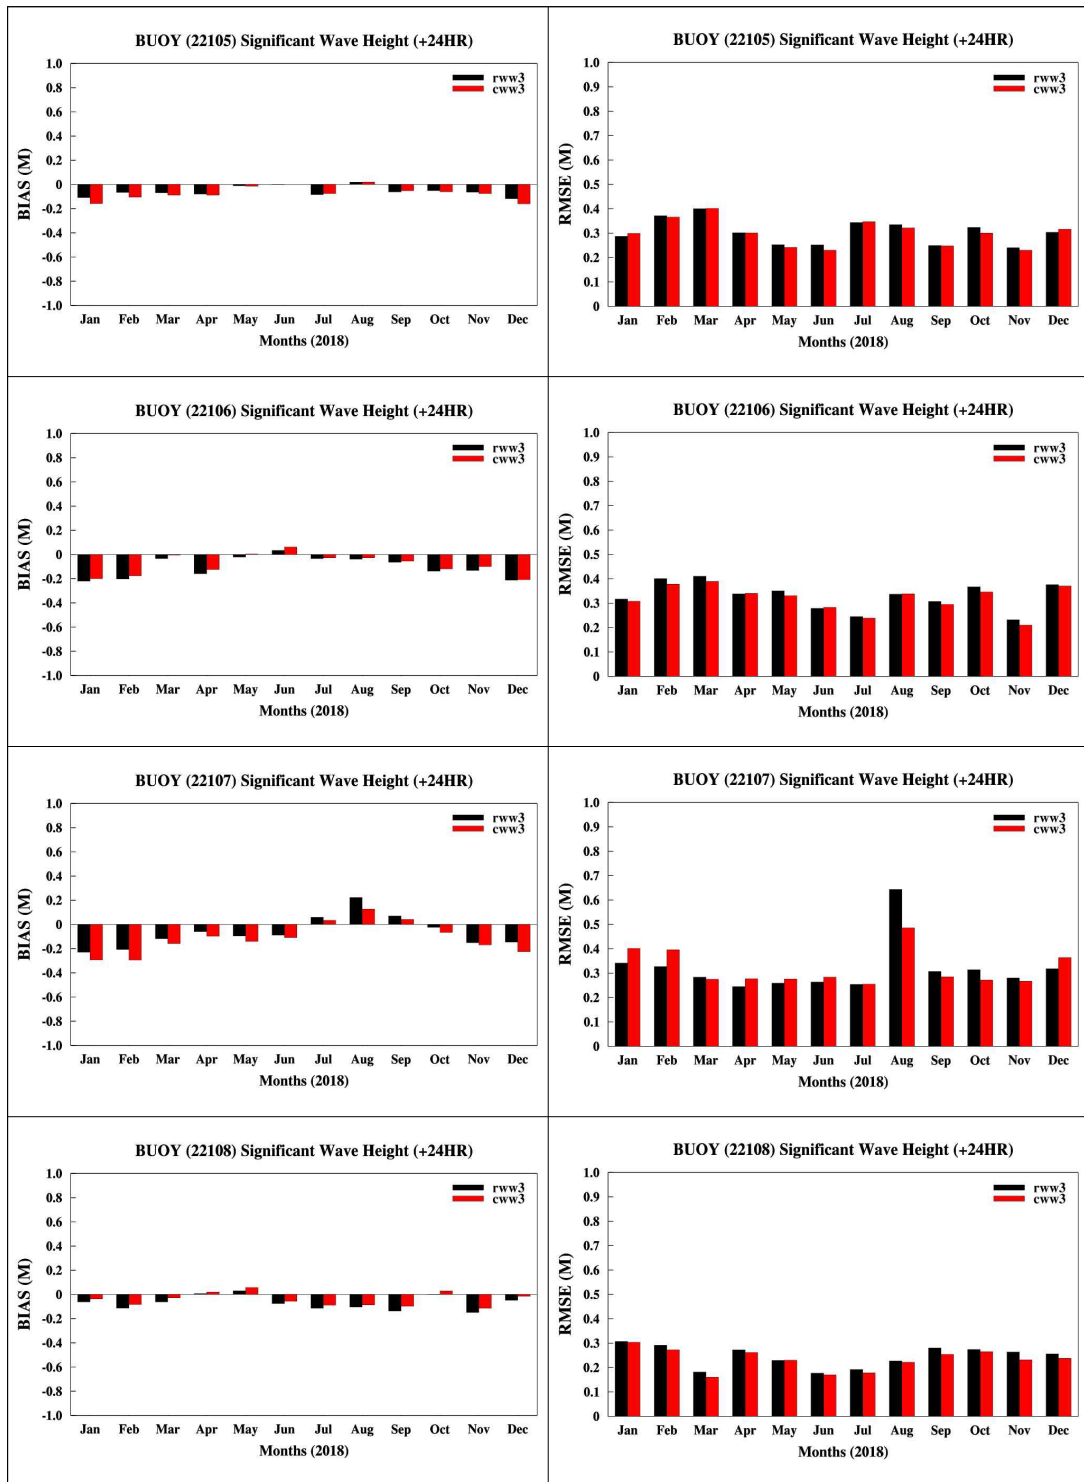 BUOY (22105) Significant Wave Height (+24HR)
BIAS (M)
1.0
0.8
0.6
0.4
0.2
0
-0.2
-0.4
-0.6
-0.8
-1.0
rww3
cww3
Jan Feb Mar Apr May Jun Jul Aug Sep Oct Nov Dec
Months (2018)
BUOY (22105) Significant Wave Height (+24HR)
RMSE (M)
1.0
0.9
0.8
0.7
0.6
0.5
0.4
0.3
0.2
0.1
0
rww3
cww3
Jan Feb Mar Apr May Jun Jul Aug Sep Oct Nov Dec
Months (2018)
BUOY (22106) Significant Wave Height (+24HR)
BIAS (M)
1.0
0.8
0.6
0.4
0.2
0
-0.2
-0.4
-0.6
-0.8
-1.0
rww3
cww3
Jan Feb Mar Apr May Jun Jul Aug Sep Oct Nov Dec
Months (2018)
BUOY (22106) Significant Wave Height (+24HR)
RMSE (M)
1.0
0.9
0.8
0.7
0.6
0.5
0.4
0.3
0.2
0.1
0
rww3
cww3
Jan Feb Mar Apr May Jun Jul Aug Sep Oct Nov Dec
Months (2018)
BUOY (22107) Significant Wave Height (+24HR)
BIAS (M)
1.0
0.8
0.6
0.4
0.2
0
-0.2
-0.4
-0.6
-0.8
-1.0
rww3
cww3
Jan Feb Mar Apr May Jun Jul Aug Sep Oct Nov Dec
Months (2018)
BUOY (22107) Significant Wave Height (+24HR)
RMSE (M)
1.0
0.9
0.8
0.7
0.6
0.5
0.4
0.3
0.2
0.1
0
rww3
cww3
Jan Feb Mar Apr May Jun Jul Aug Sep Oct Nov Dec
Months (2018)
BUOY (22108) Significant Wave Height (+24HR)
BIAS (M)
1.0
0.8
0.6
0.4
0.2
0
-0.2
-0.4
-0.6
-0.8
-1.0
rww3
cww3
Jan Feb Mar Apr May Jun Jul Aug Sep Oct Nov Dec
Months (2018)
BUOY (22108) Significant Wave Height (+24HR)
RMSE (M)
1.0
0.9
0.8
0.7
0.6
0.5
0.4
0.3
0.2
0.1
0
rww3
cww3
Jan Feb Mar Apr May Jun Jul Aug Sep Oct Nov Dec
Months (2018)